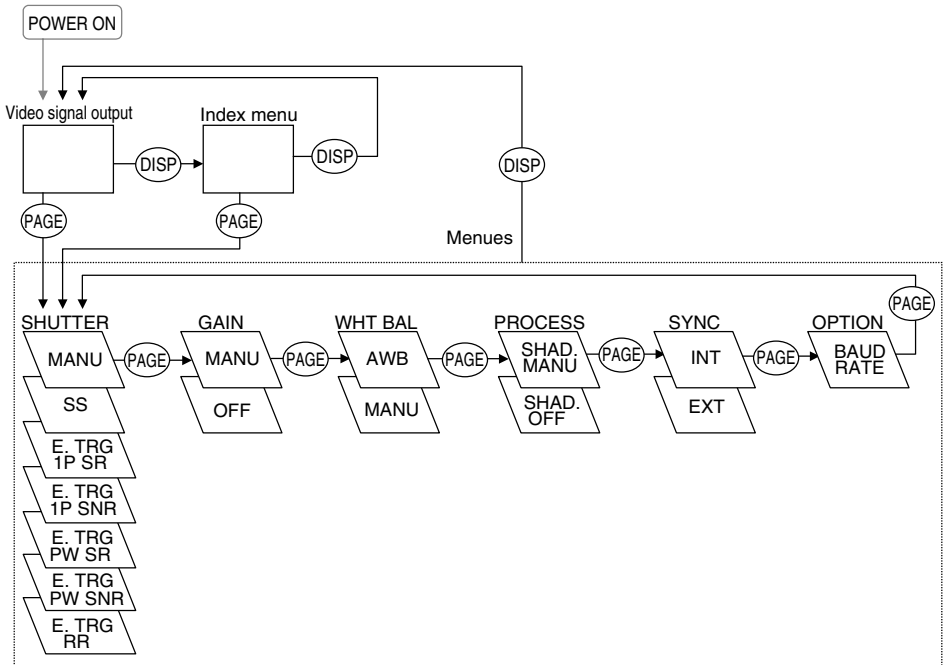 POWER ON
Video signal output
Index menu
DISP
DISP
DISP
PAGE
PAGE
Menues
PAGE
SHUTTER
GAIN
WHT BAL
PROCESS
SYNC
OPTION
MANU
PAGE
MANU
PAGE
AWB
PAGE
SHAD.
MANU
PAGE
INT
PAGE
BAUD
RATE
SS
OFF
MANU
SHAD.
OFF
EXT
E. TRG
1P SR
E. TRG
1P SNR
E. TRG
PW SR
E. TRG
PW SNR
E. TRG
RR